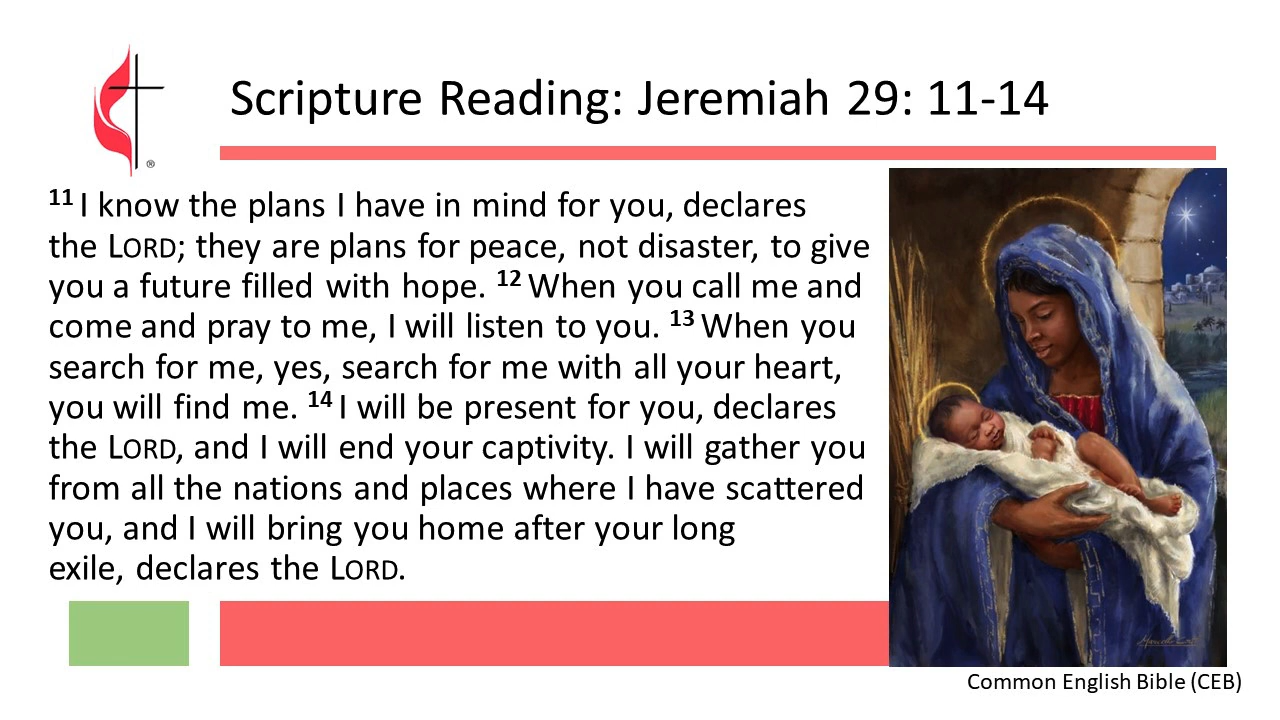 Scripture Reading: Jeremiah 29: 11-14
®
11 I know the plans I have in mind for you, declares
the LORD; they are plans for peace, not disaster, to give
you a future filled with hope. 12 When you call me and
come and pray to me, I will listen to you. 13 When you
search for me, yes, search for me with all your heart,
you will find me. 14 I will be present for you, declares
the LORD, and I will end your captivity. I will gather you
from all the nations and places where I have scattered
you, and I will bring you home after your long
exile, declares the LORD.
Common English Bible (CEB)